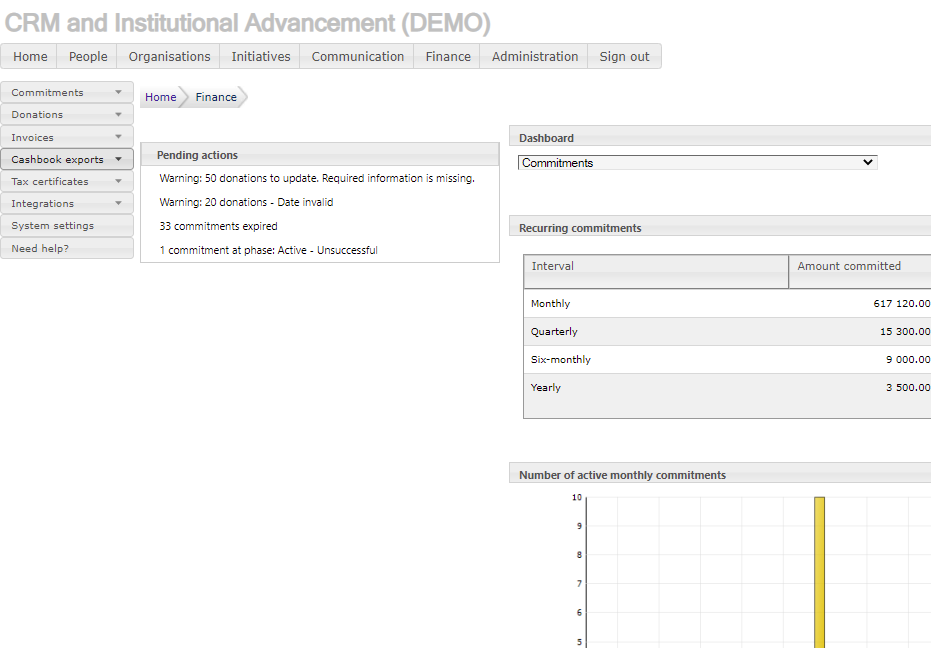 CRM and Institutional Advancement (DEMO)
Home People Organisations Initiatives Communication Finance Administration Sign out
Commitments
Donations
Invoices
Cashbook exports
Tax certificates
Integrations
System settings
Need help?
Home Finance
Pending actions
Warning: 50 donations to update. Required information is missing.
Warning: 20 donations - Date invalid
33 commitments expired
1 commitment at phase: Active - Unsuccessful
Dashboard
Commitments
Recurring commitments
Interval Amount committed
Monthly 617 120.00
Quarterly 15 300.00
Six-monthly 9 000.00
Yearly 3 500.00
Number of active monthly commitments
10
9
8
7
6
5